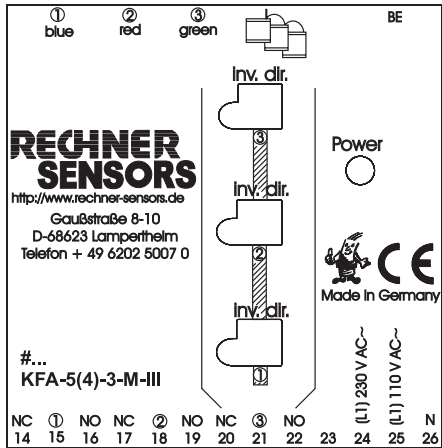 ① ② ③ BE
blue red green
inv. dir.
③
RECHNER
SENSORS
http://www.rechner-sensors.de
Gaußstraße 8-10
D-68623 Lampertheim
Telefon + 49 6202 5007 0
Power
inv. dir.
②
CE
Made in Germany
inv. dir.
①
#...
KFA-5(4)-3-M-III
(L1) 230 V AC~
(L1) 110 V AC~
NC ① NO NC ② NO NC ③ NO N
14 15 16 17 18 19 20 21 22 23 24 25 26